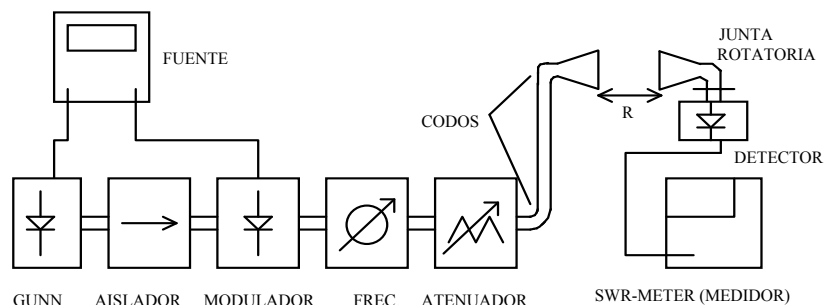 JUNTA
ROTATORIA
FUENTE
CODOS
R
DETECTOR
GUNN AISLADOR MODULADOR FREC ATENUADOR SWR-METER (MEDIDOR)